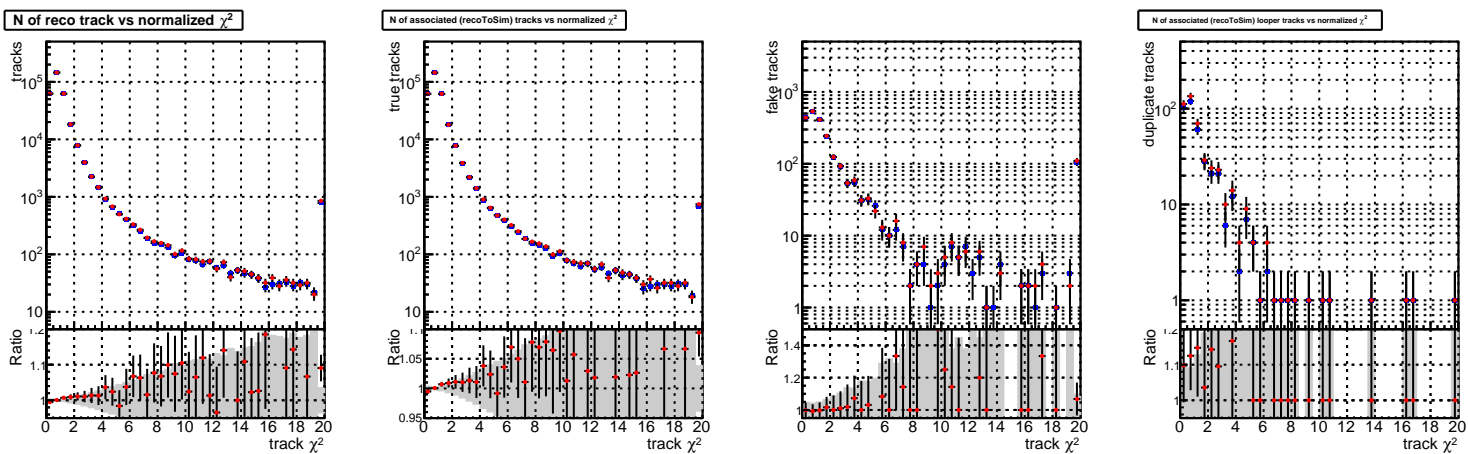 N of reco track vs normalized χ²
tracks
10⁵
10⁴
10³
10²
10
Ratio
1.2
1.1
1
0 2 4 6 8 10 12 14 16 18 20
track χ²
N of associated (recoToSim) tracks vs normalized χ²
true tracks
10⁵
10⁴
10³
10²
10
Ratio
1.1
1.05
1
0.95
0 2 4 6 8 10 12 14 16 18 20
track χ²
fake tracks
10³
10²
10
1
Ratio
1.4
1.2
1
0 2 4 6 8 10 12 14 16 18 20
track χ²
N of associated (recoToSim) looper tracks vs normalized χ²
duplicate tracks
10²
10
1
Ratio
1.2
1.1
1
0 2 4 6 8 10 12 14 16 18 20
track χ²